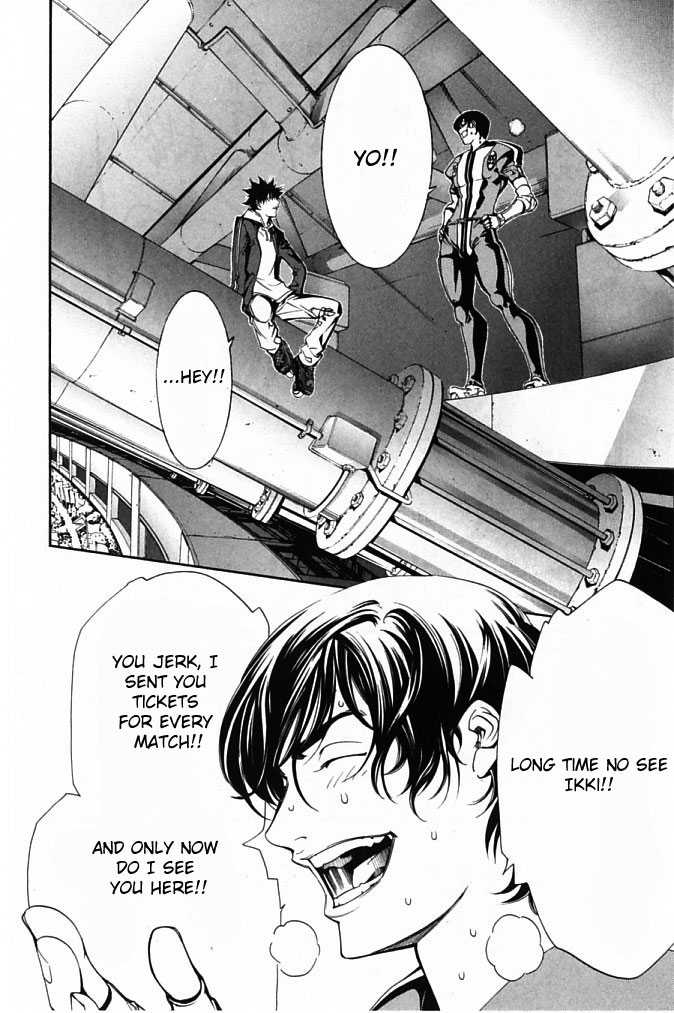 YO!!
...HEY!!
LONG TIME NO SEE
IKKI!!
YOU JERK, I
SENT YOU
TICKETS
FOR EVERY
MATCH!!
AND ONLY NOW
DO I SEE
YOU HERE!!